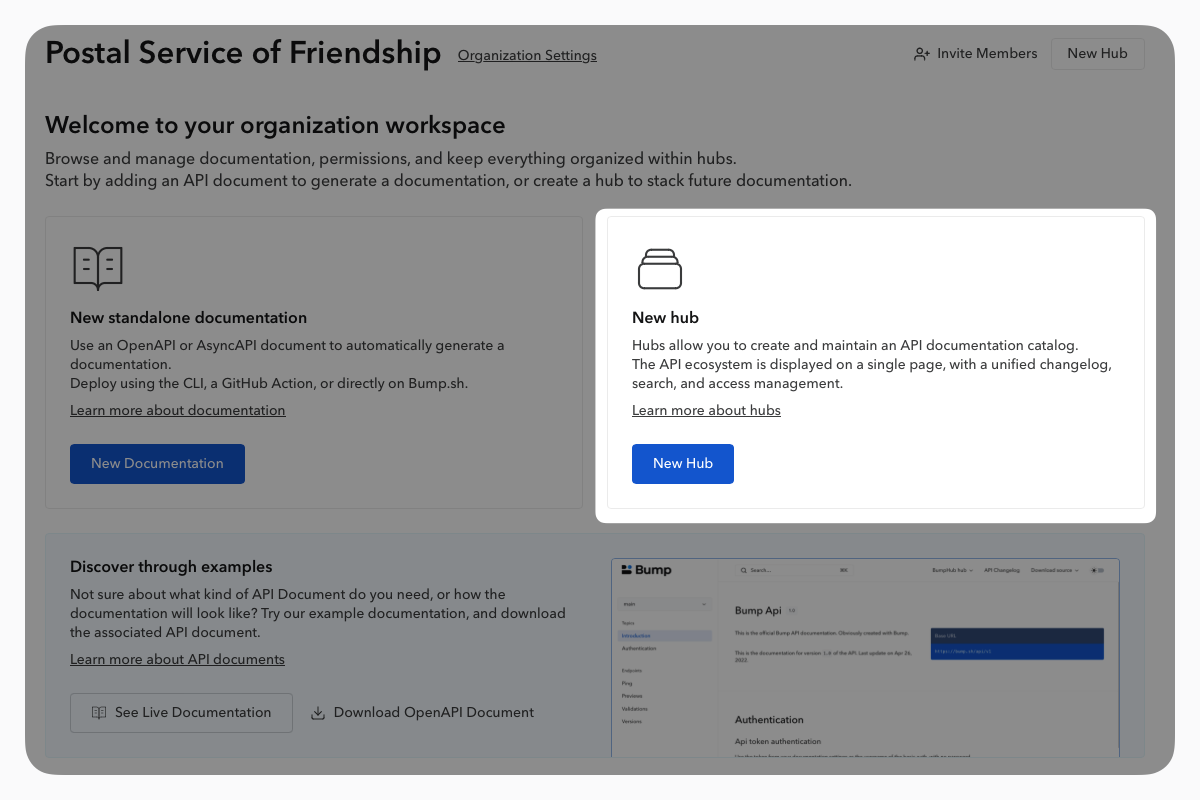 Postal Service of Friendship
Organization Settings
Invite Members
New Hub
Welcome to your organization workspace
Browse and manage documentation, permissions, and keep everything organized within hubs.
Start by adding an API document to generate a documentation, or create a hub to stack future documentation.
New standalone documentation
Use an OpenAPI or AsyncAPI document to automatically generate a
documentation.
Deploy using the CLI, a GitHub Action, or directly on Bump.sh.
Learn more about documentation
New Documentation
New hub
Hubs allow you to create and maintain an API documentation catalog.
The API ecosystem is displayed on a single page, with a unified changelog,
search, and access management.
Learn more about hubs
New Hub
Discover through examples
Not sure about what kind of API Document do you need, or how the
documentation will look like? Try our example documentation, and download
the associated API document.
Learn more about API documents
See Live Documentation
Download OpenAPI Document
Bump
Search...
⌘K
BumpHub hub
API Changelog
Download source
main
Topics
Introduction
Authentication
Endpoints
Ping
Previews
Validations
Versions
Bump Api
1.0
This is the official Bump API documentation. Obviously created with Bump.
This is the documentation for version 1.0 of the API. Last update on Apr 26,
2022.
Base URL
https://bump.sh/api/v1
Authentication
Api token authentication